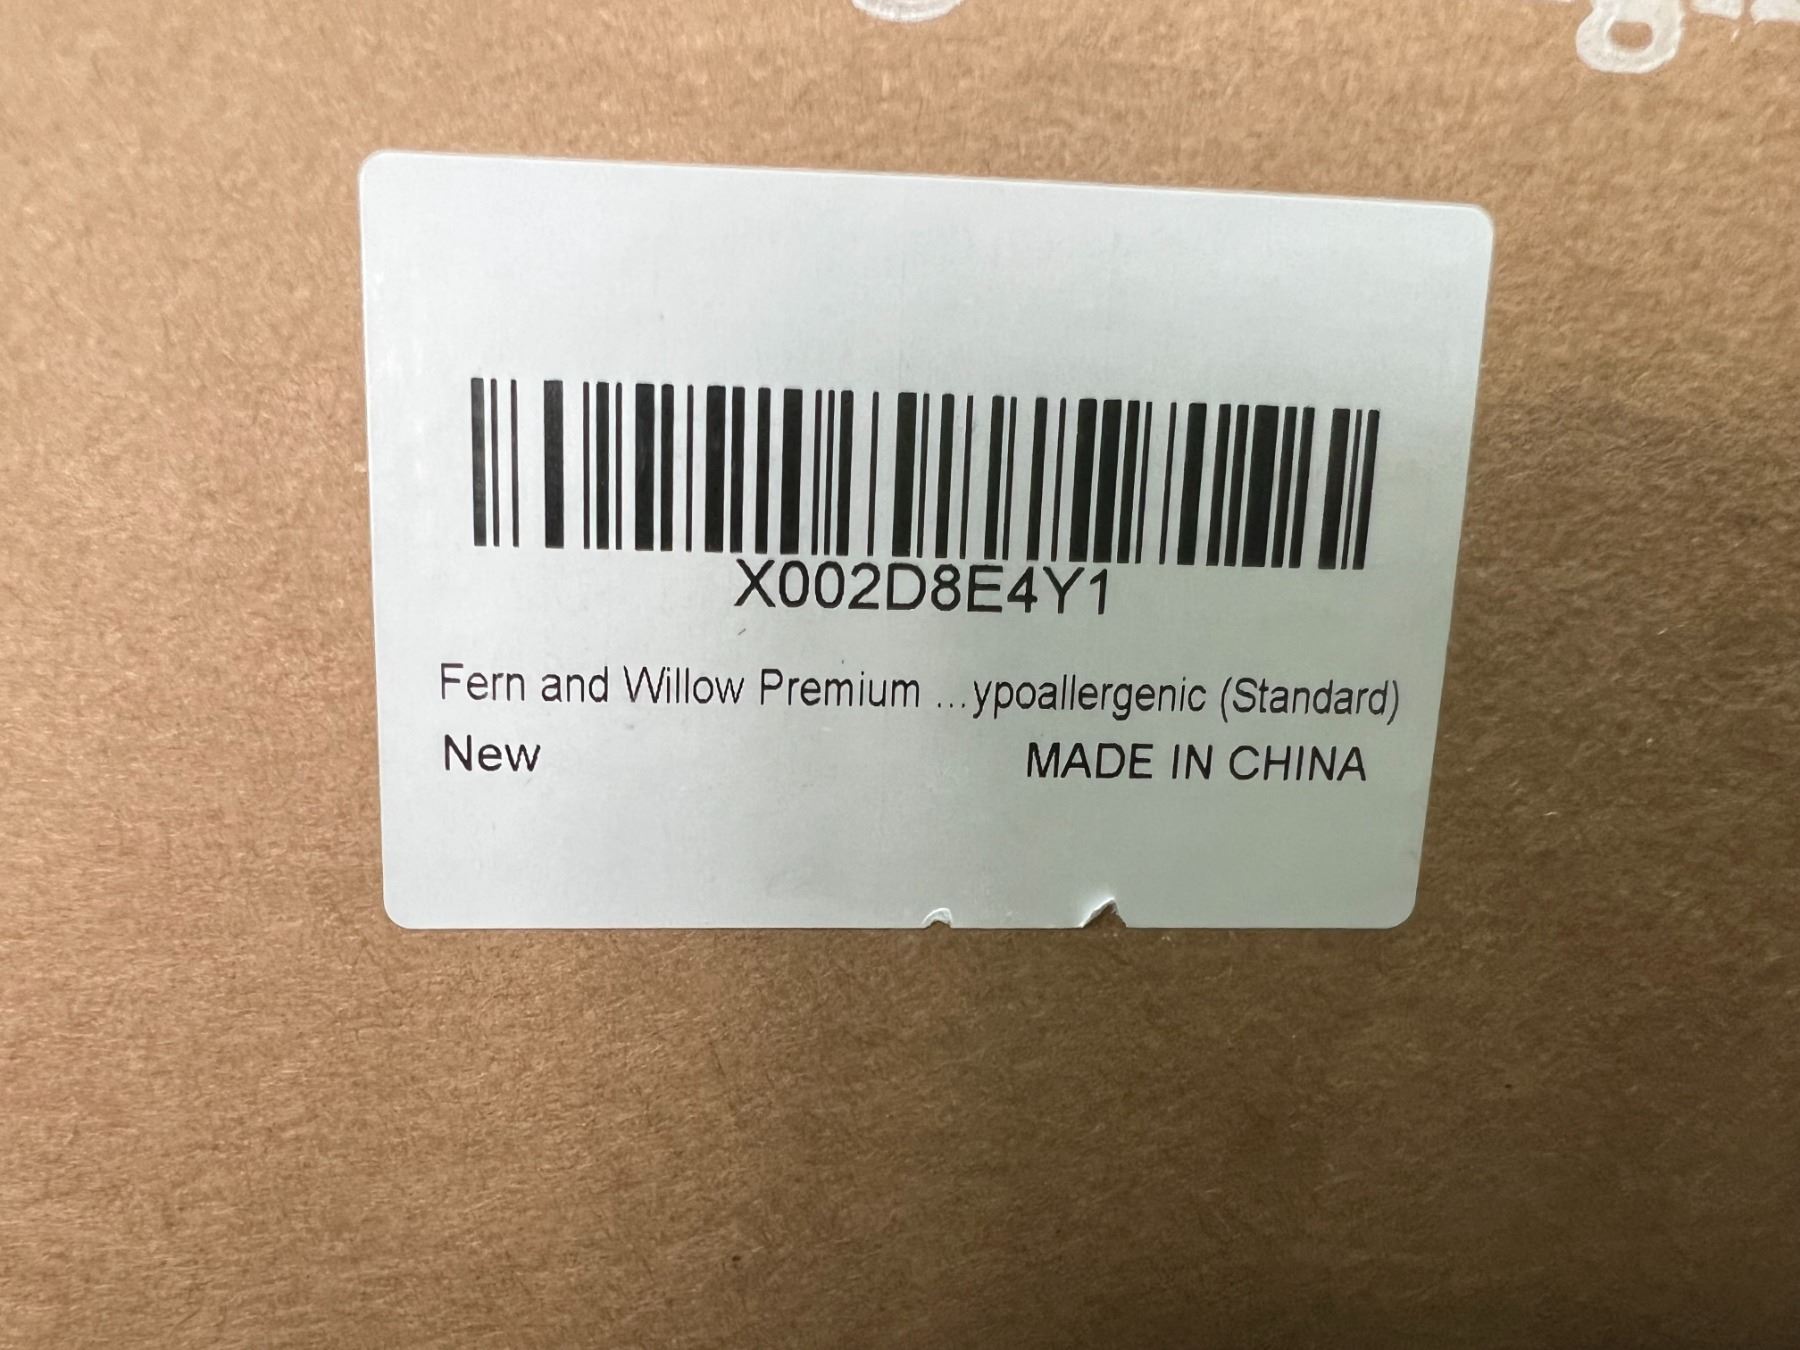 X002D8E4Y1
Fern and Willow Premium ...ypoallergenic (Standard)
New
MADE IN CHINA